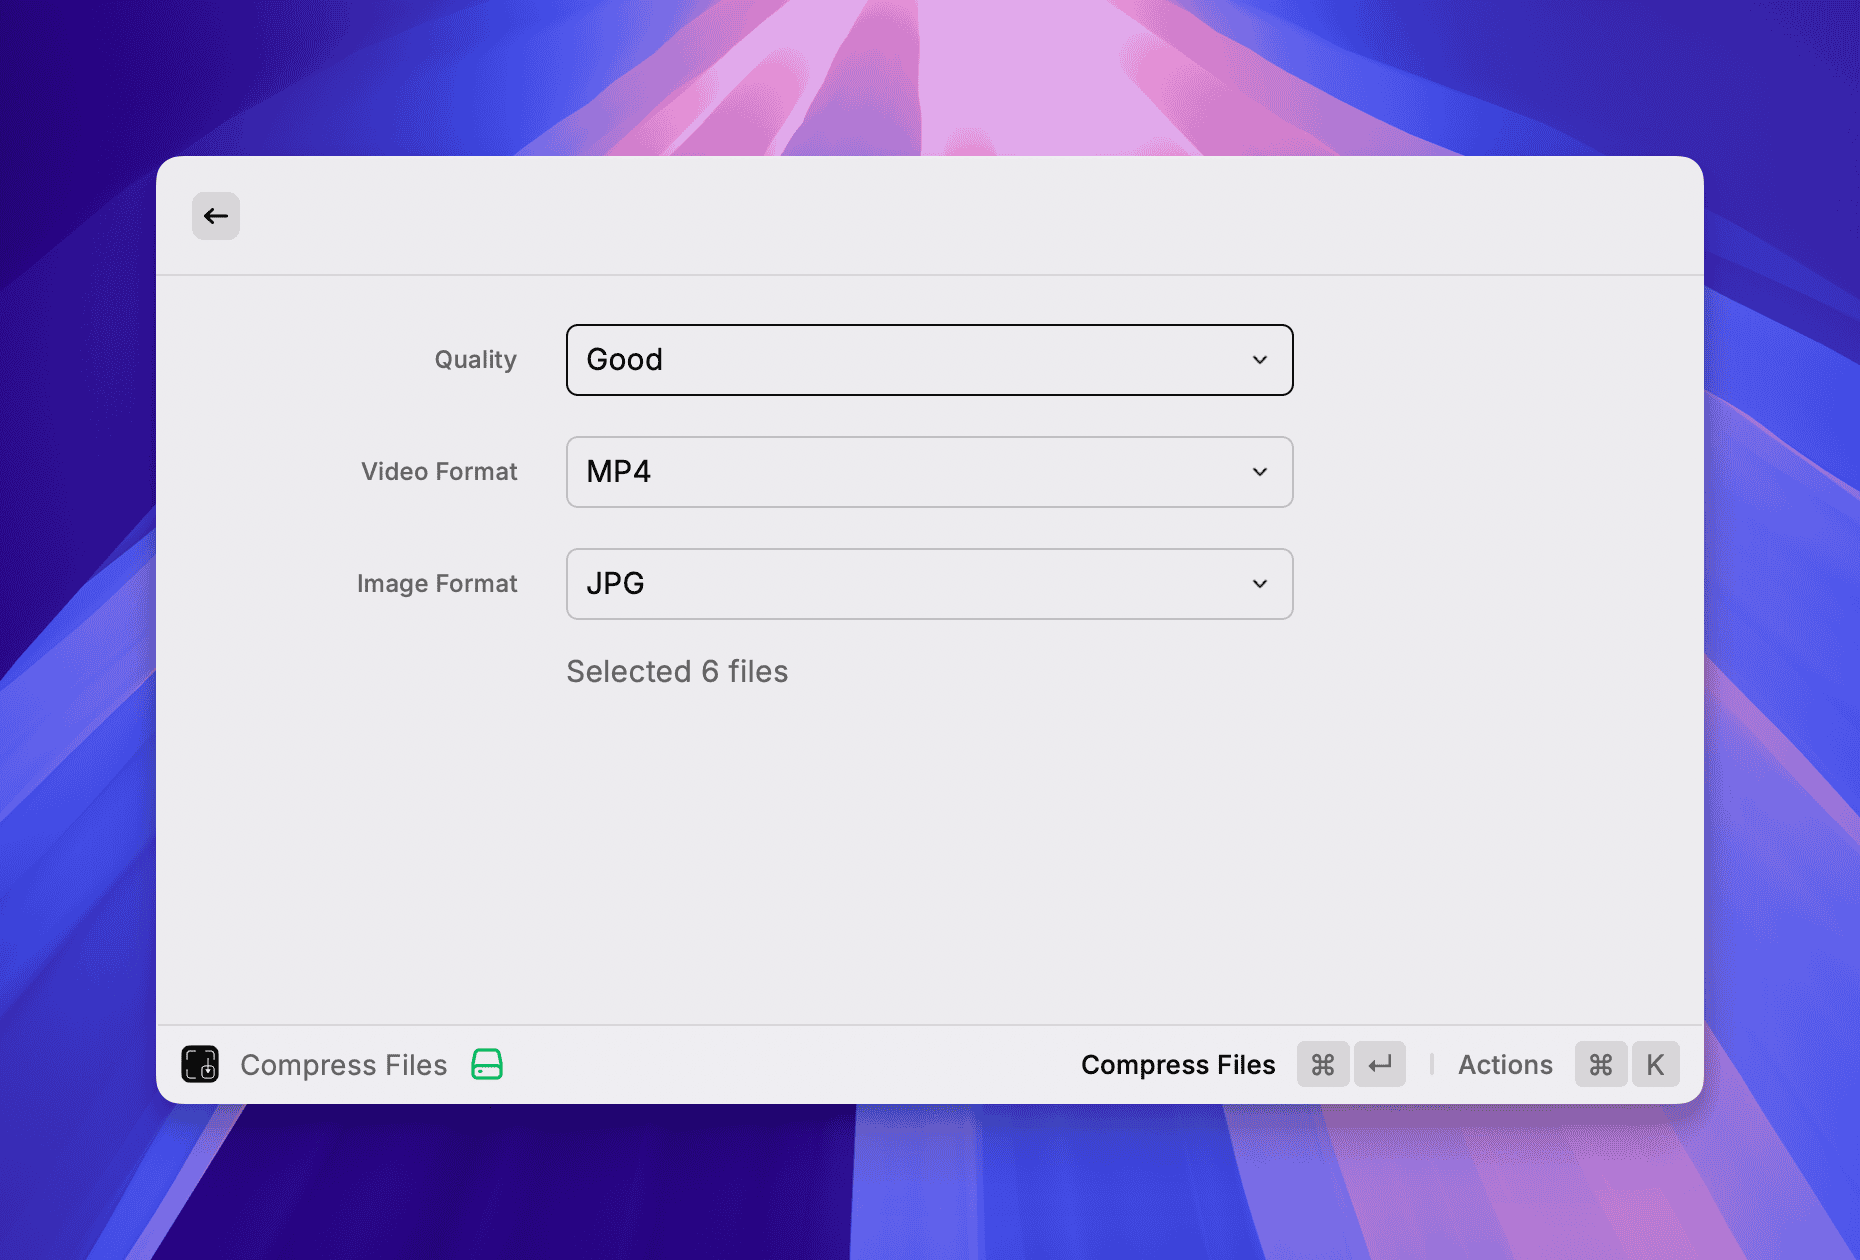 Quality
Good
Video Format
MP4
Image Format
JPG
Selected 6 files
Compress Files
Compress Files ⌘ ↵ | Actions ⌘ K